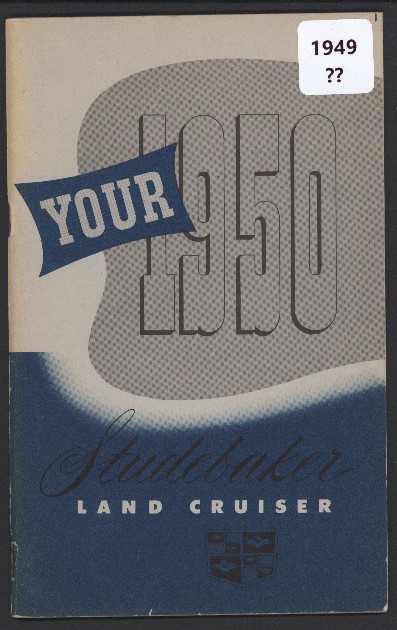 1949
??
YOUR
1950
Studebaker
LAND CRUISER